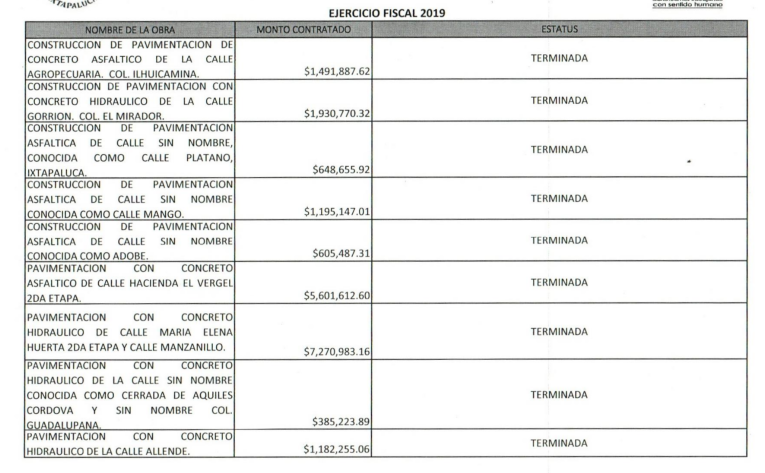 IXTAPALUCA
con sentido humano
EJERCICIO FISCAL 2019
NOMBRE DE LA OBRA MONTO CONTRATADO ESTATUS
CONSTRUCCION DE PAVIMENTACION DE
CONCRETO ASFALTICO DE LA CALLE
AGROPECUARIA. COL. ILHUICAMINA.
$1,491,887.62
TERMINADA
CONSTRUCCION DE PAVIMENTACION CON
CONCRETO HIDRAULICO DE LA CALLE
GORRION. COL. EL MIRADOR.
$1,930,770.32
TERMINADA
CONSTRUCCION DE PAVIMENTACION
ASFALTICA DE CALLE SIN NOMBRE,
CONOCIDA COMO CALLE PLATANO,
IXTAPALUCA.
$648,655.92
TERMINADA
CONSTRUCCION DE PAVIMENTACION
ASFALTICA DE CALLE SIN NOMBRE
CONOCIDA COMO CALLE MANGO.
$1,195,147.01
TERMINADA
CONSTRUCCION DE PAVIMENTACION
ASFALTICA DE CALLE SIN NOMBRE
CONOCIDA COMO ADOBE.
$605,487.31
TERMINADA
PAVIMENTACION CON CONCRETO
ASFALTICO DE CALLE HACIENDA EL VERGEL
2DA ETAPA.
$5,601,612.60
TERMINADA
PAVIMENTACION CON CONCRETO
HIDRAULICO DE CALLE MARIA ELENA
HUERTA 2DA ETAPA Y CALLE MANZANILLO.
$7,270,983.16
TERMINADA
PAVIMENTACION CON CONCRETO
HIDRAULICO DE LA CALLE SIN NOMBRE
CONOCIDA COMO CERRADA DE AQUILES
CORDOVA Y SIN NOMBRE COL.
GUADALUPANA.
$385,223.89
TERMINADA
PAVIMENTACION CON CONCRETO
HIDRAULICO DE LA CALLE ALLENDE.
$1,182,255.06
TERMINADA